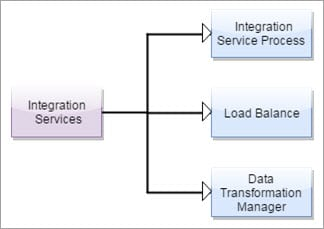 Integration
Services
Integration
Service Process
Load Balance
Data
Transformation
Manager